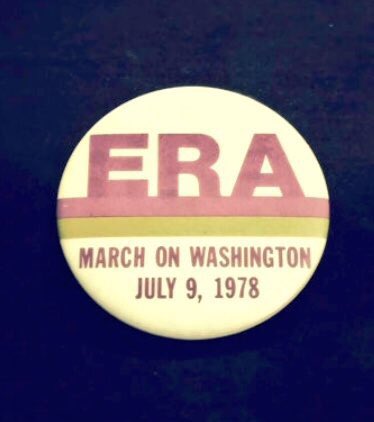 ERA
MARCH ON WASHINGTON
JULY 9, 1978